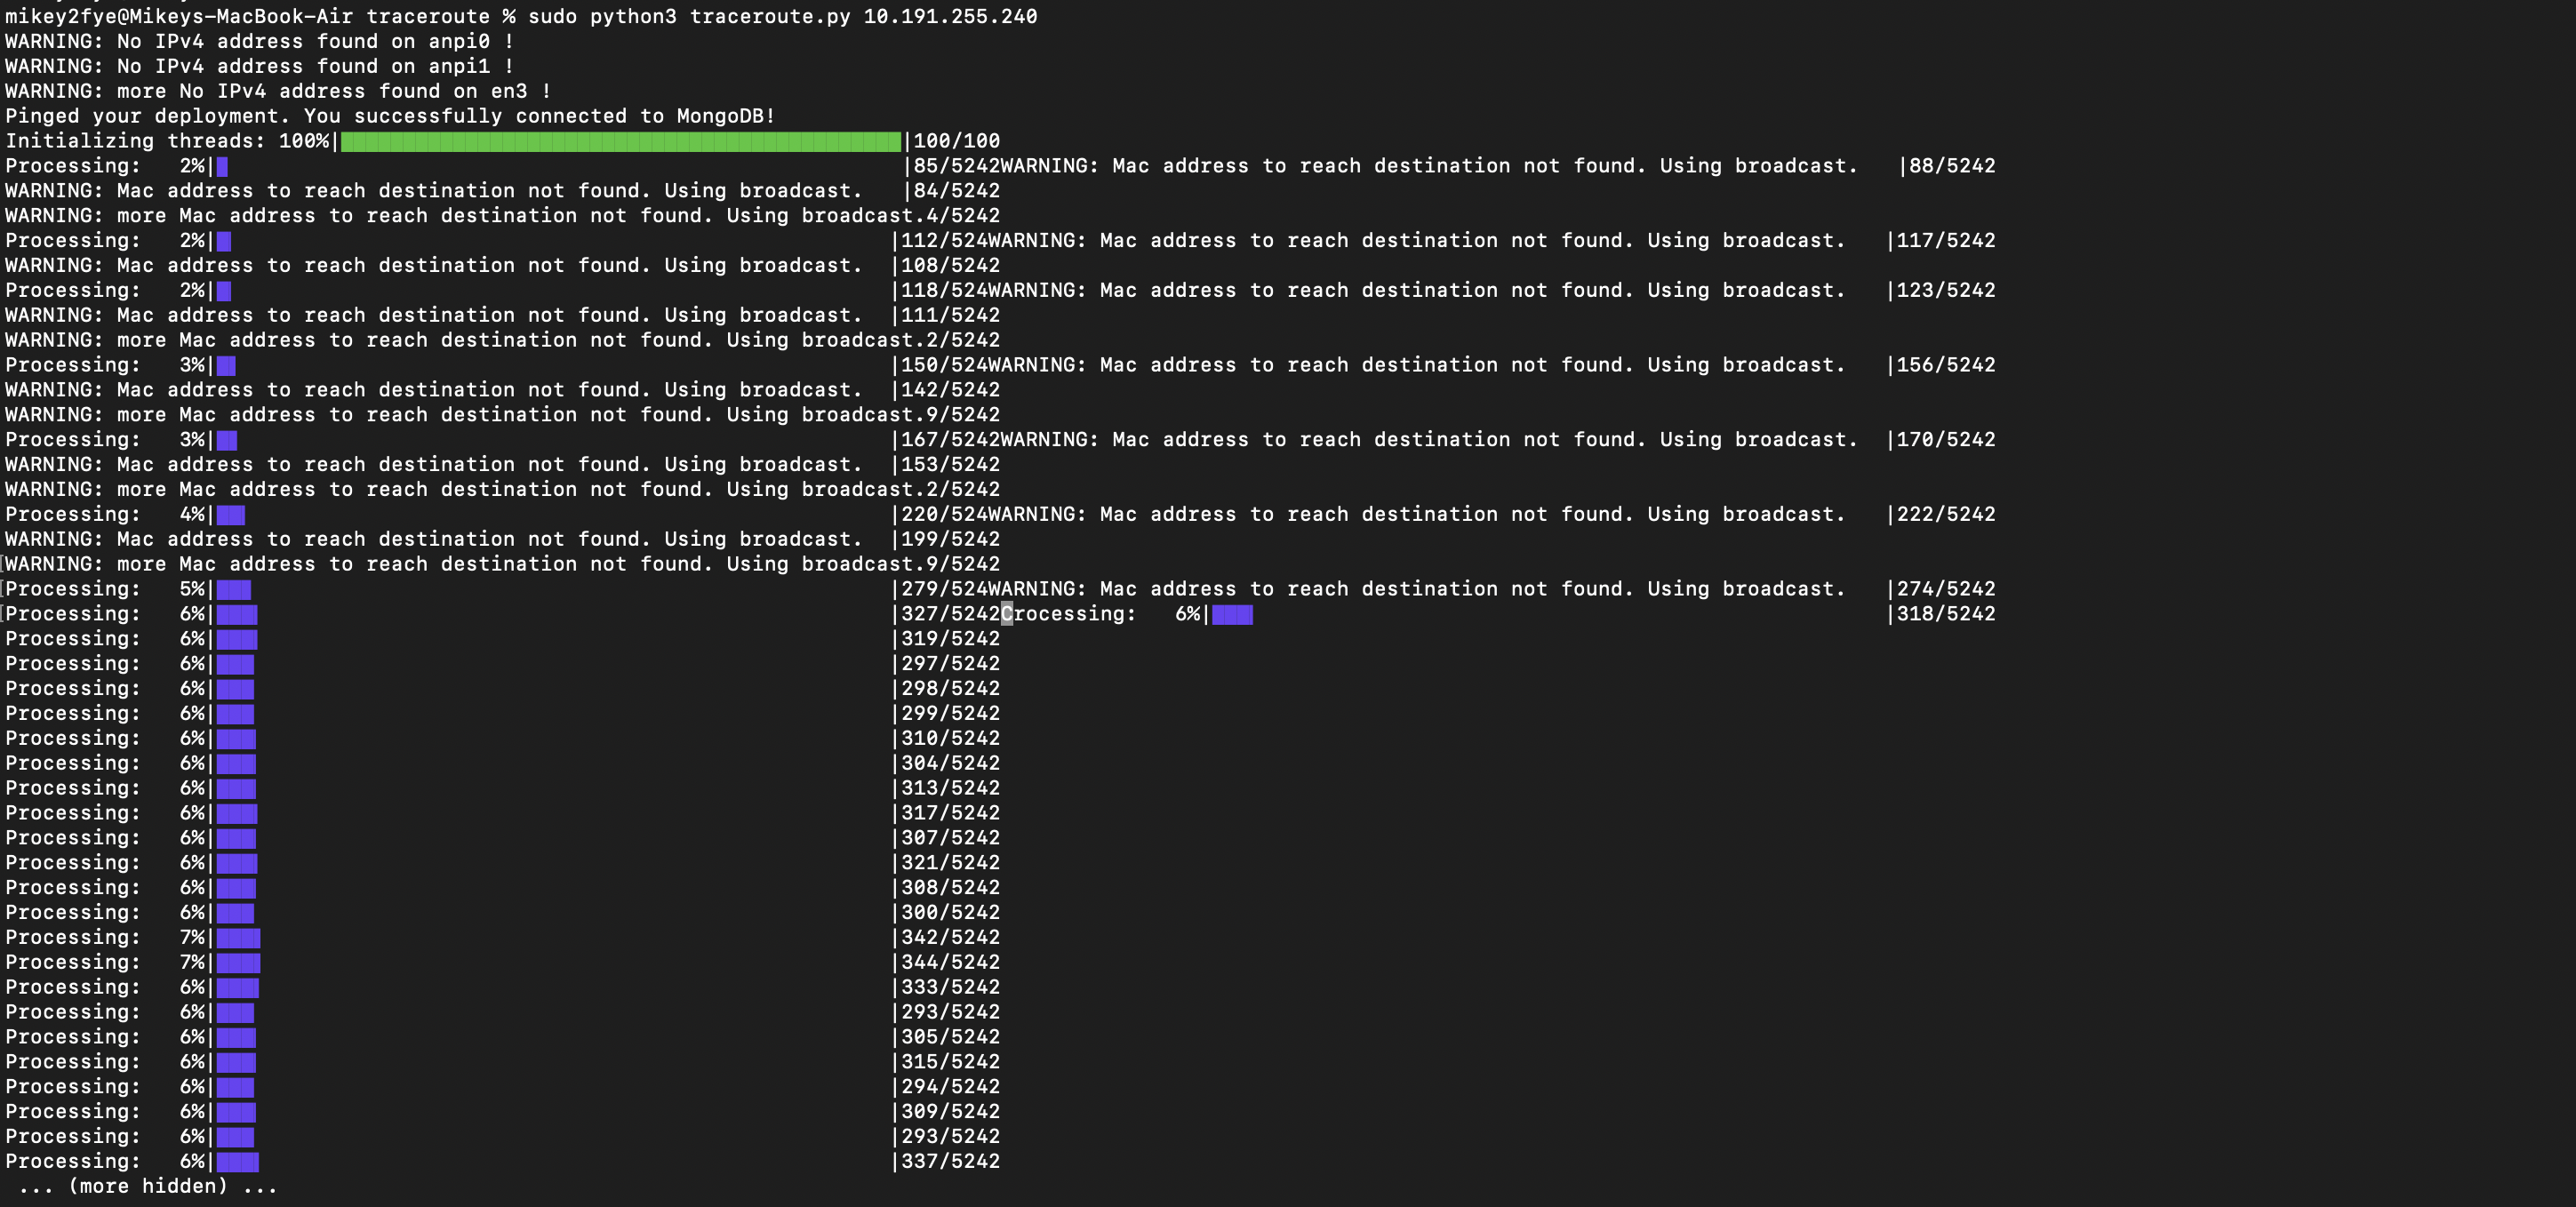 mikey2fye@Mikeys-MacBook-Air traceroute % sudo python3 traceroute.py 10.191.255.240
WARNING: No IPv4 address found on anpi0 !
WARNING: No IPv4 address found on anpi1 !
WARNING: more No IPv4 address found on en3 !
Pinged your deployment. You successfully connected to MongoDB!
Initializing threads: 100%| |100/100
Processing: 2%| |85/5242WARNING: Mac address to reach destination not found. Using broadcast. |88/5242
WARNING: Mac address to reach destination not found. Using broadcast. |84/5242
WARNING: more Mac address to reach destination not found. Using broadcast.4/5242
Processing: 2%| |112/524WARNING: Mac address to reach destination not found. Using broadcast. |117/5242
WARNING: Mac address to reach destination not found. Using broadcast. |108/5242
Processing: 2%| |118/524WARNING: Mac address to reach destination not found. Using broadcast. |123/5242
WARNING: Mac address to reach destination not found. Using broadcast. |111/5242
WARNING: more Mac address to reach destination not found. Using broadcast.2/5242
Processing: 3%| |150/524WARNING: Mac address to reach destination not found. Using broadcast. |156/5242
WARNING: Mac address to reach destination not found. Using broadcast. |142/5242
WARNING: more Mac address to reach destination not found. Using broadcast.9/5242
Processing: 3%| |167/5242WARNING: Mac address to reach destination not found. Using broadcast. |170/5242
WARNING: Mac address to reach destination not found. Using broadcast. |153/5242
WARNING: more Mac address to reach destination not found. Using broadcast.2/5242
Processing: 4%| |220/524WARNING: Mac address to reach destination not found. Using broadcast. |222/5242
WARNING: Mac address to reach destination not found. Using broadcast. |199/5242
WARNING: more Mac address to reach destination not found. Using broadcast.9/5242
Processing: 5%| |279/524WARNING: Mac address to reach destination not found. Using broadcast. |274/5242
Processing: 6%| |327/5242Crocessing: 6%| |318/5242
Processing: 6%| |319/5242
Processing: 6%| |297/5242
Processing: 6%| |298/5242
Processing: 6%| |299/5242
Processing: 6%| |310/5242
Processing: 6%| |304/5242
Processing: 6%| |313/5242
Processing: 6%| |317/5242
Processing: 6%| |307/5242
Processing: 6%| |321/5242
Processing: 6%| |308/5242
Processing: 6%| |300/5242
Processing: 7%| |342/5242
Processing: 7%| |344/5242
Processing: 6%| |333/5242
Processing: 6%| |293/5242
Processing: 6%| |305/5242
Processing: 6%| |315/5242
Processing: 6%| |294/5242
Processing: 6%| |309/5242
Processing: 6%| |293/5242
Processing: 6%| |337/5242
... (more hidden) ...